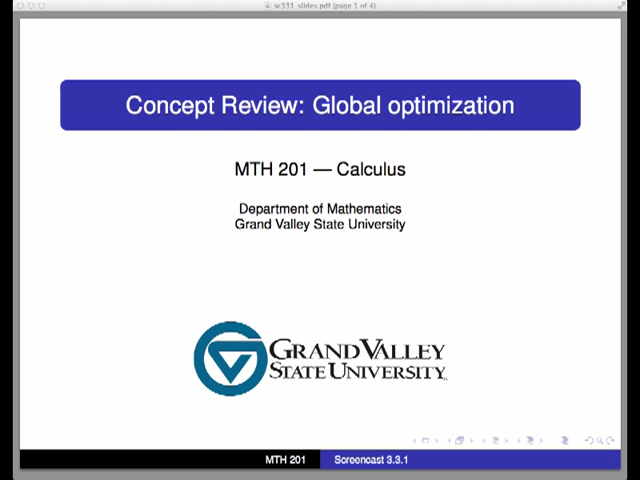 sc331_slides.pdf (page 1 of 4)
Concept Review: Global optimization
MTH 201 — Calculus
Department of Mathematics
Grand Valley State University
GRAND VALLEY
STATE UNIVERSITY
MTH 201 Screencast 3.3.1